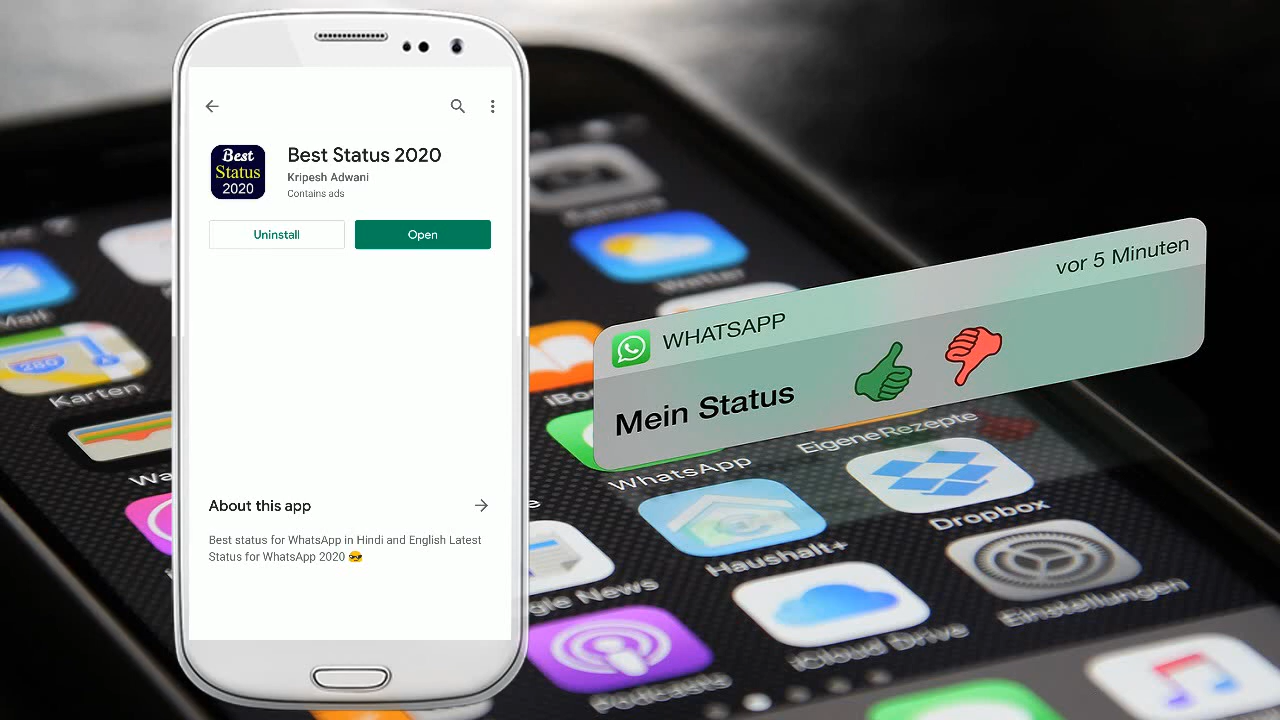 Best Status 2020
Kripesh Adwani
Contains ads
Best
Status
2020
Uninstall
Open
About this app
Best status for WhatsApp in Hindi and English Latest
Status for WhatsApp 2020 😎
WHATSAPP
vor 5 Minuten
Mein Status
Mail
280
Karten
Wetter
WhatsApp
EigeneRezepte
Haushalt+
Dropbox
iCloud Drive
Einstellungen
Podcasts